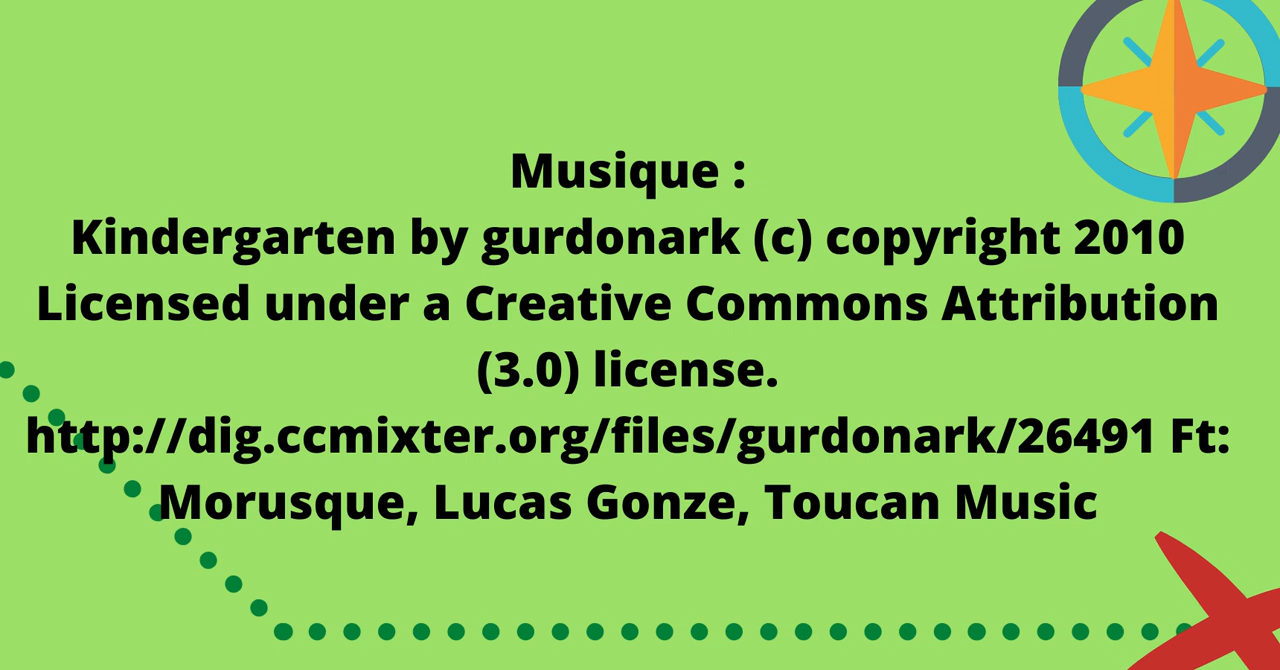 Musique :
Kindergarten by gurdonark (c) copyright 2010
Licensed under a Creative Commons Attribution
(3.0) license.
http://dig.ccmixter.org/files/gurdonark/26491 Ft:
Morusque, Lucas Gonze, Toucan Music